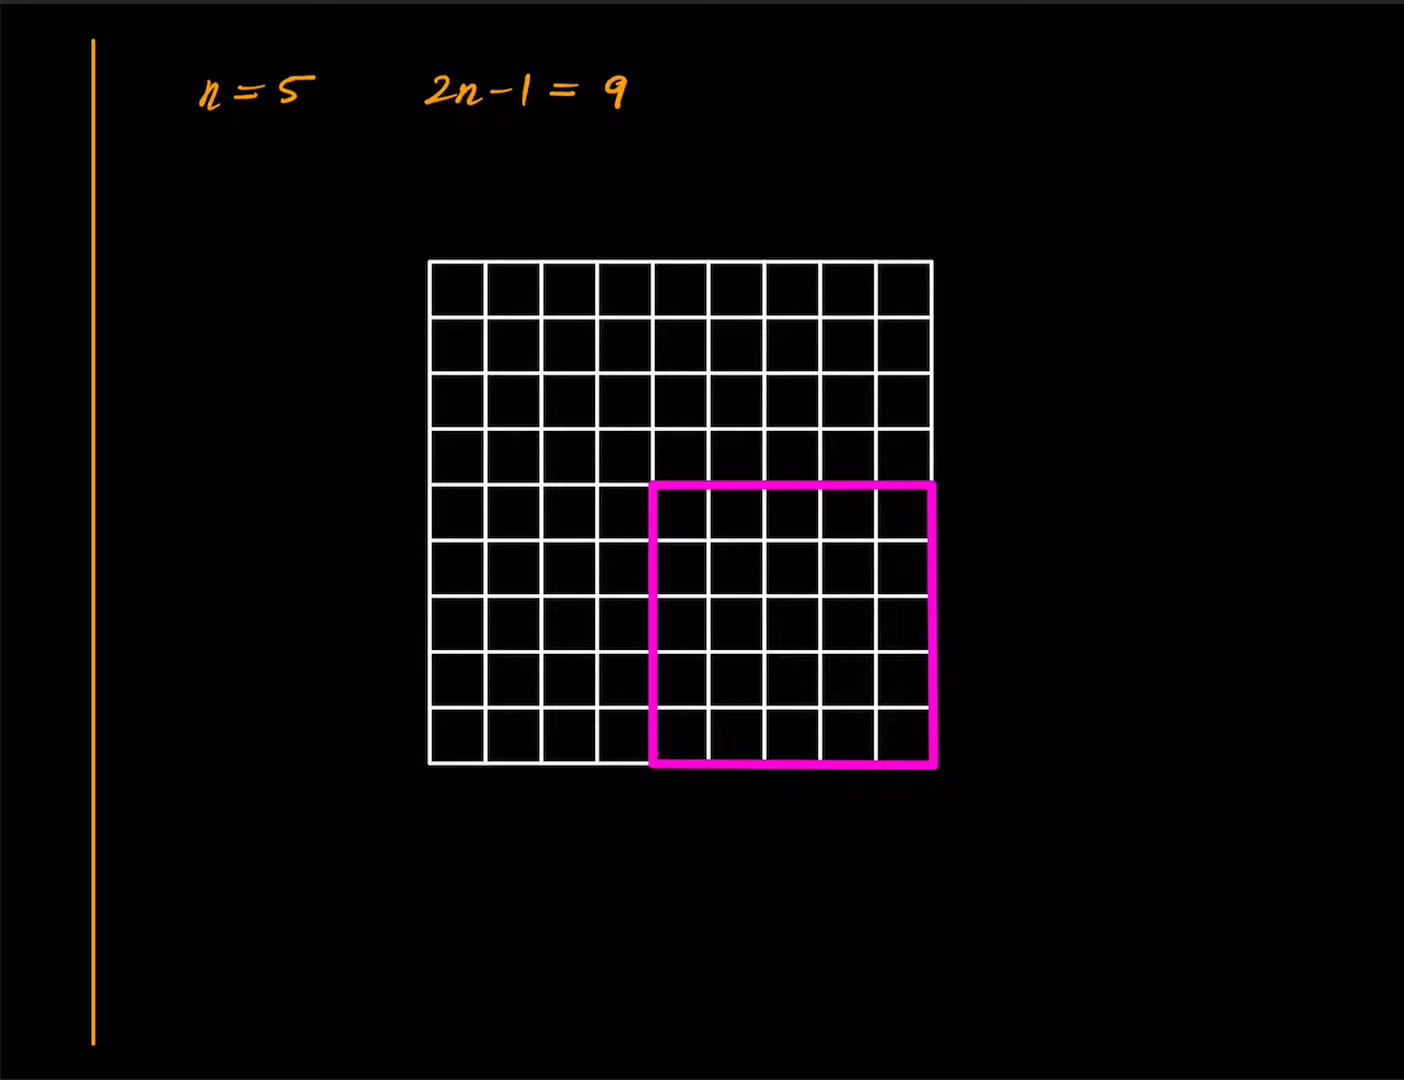 n = 5 2n - 1 = 9